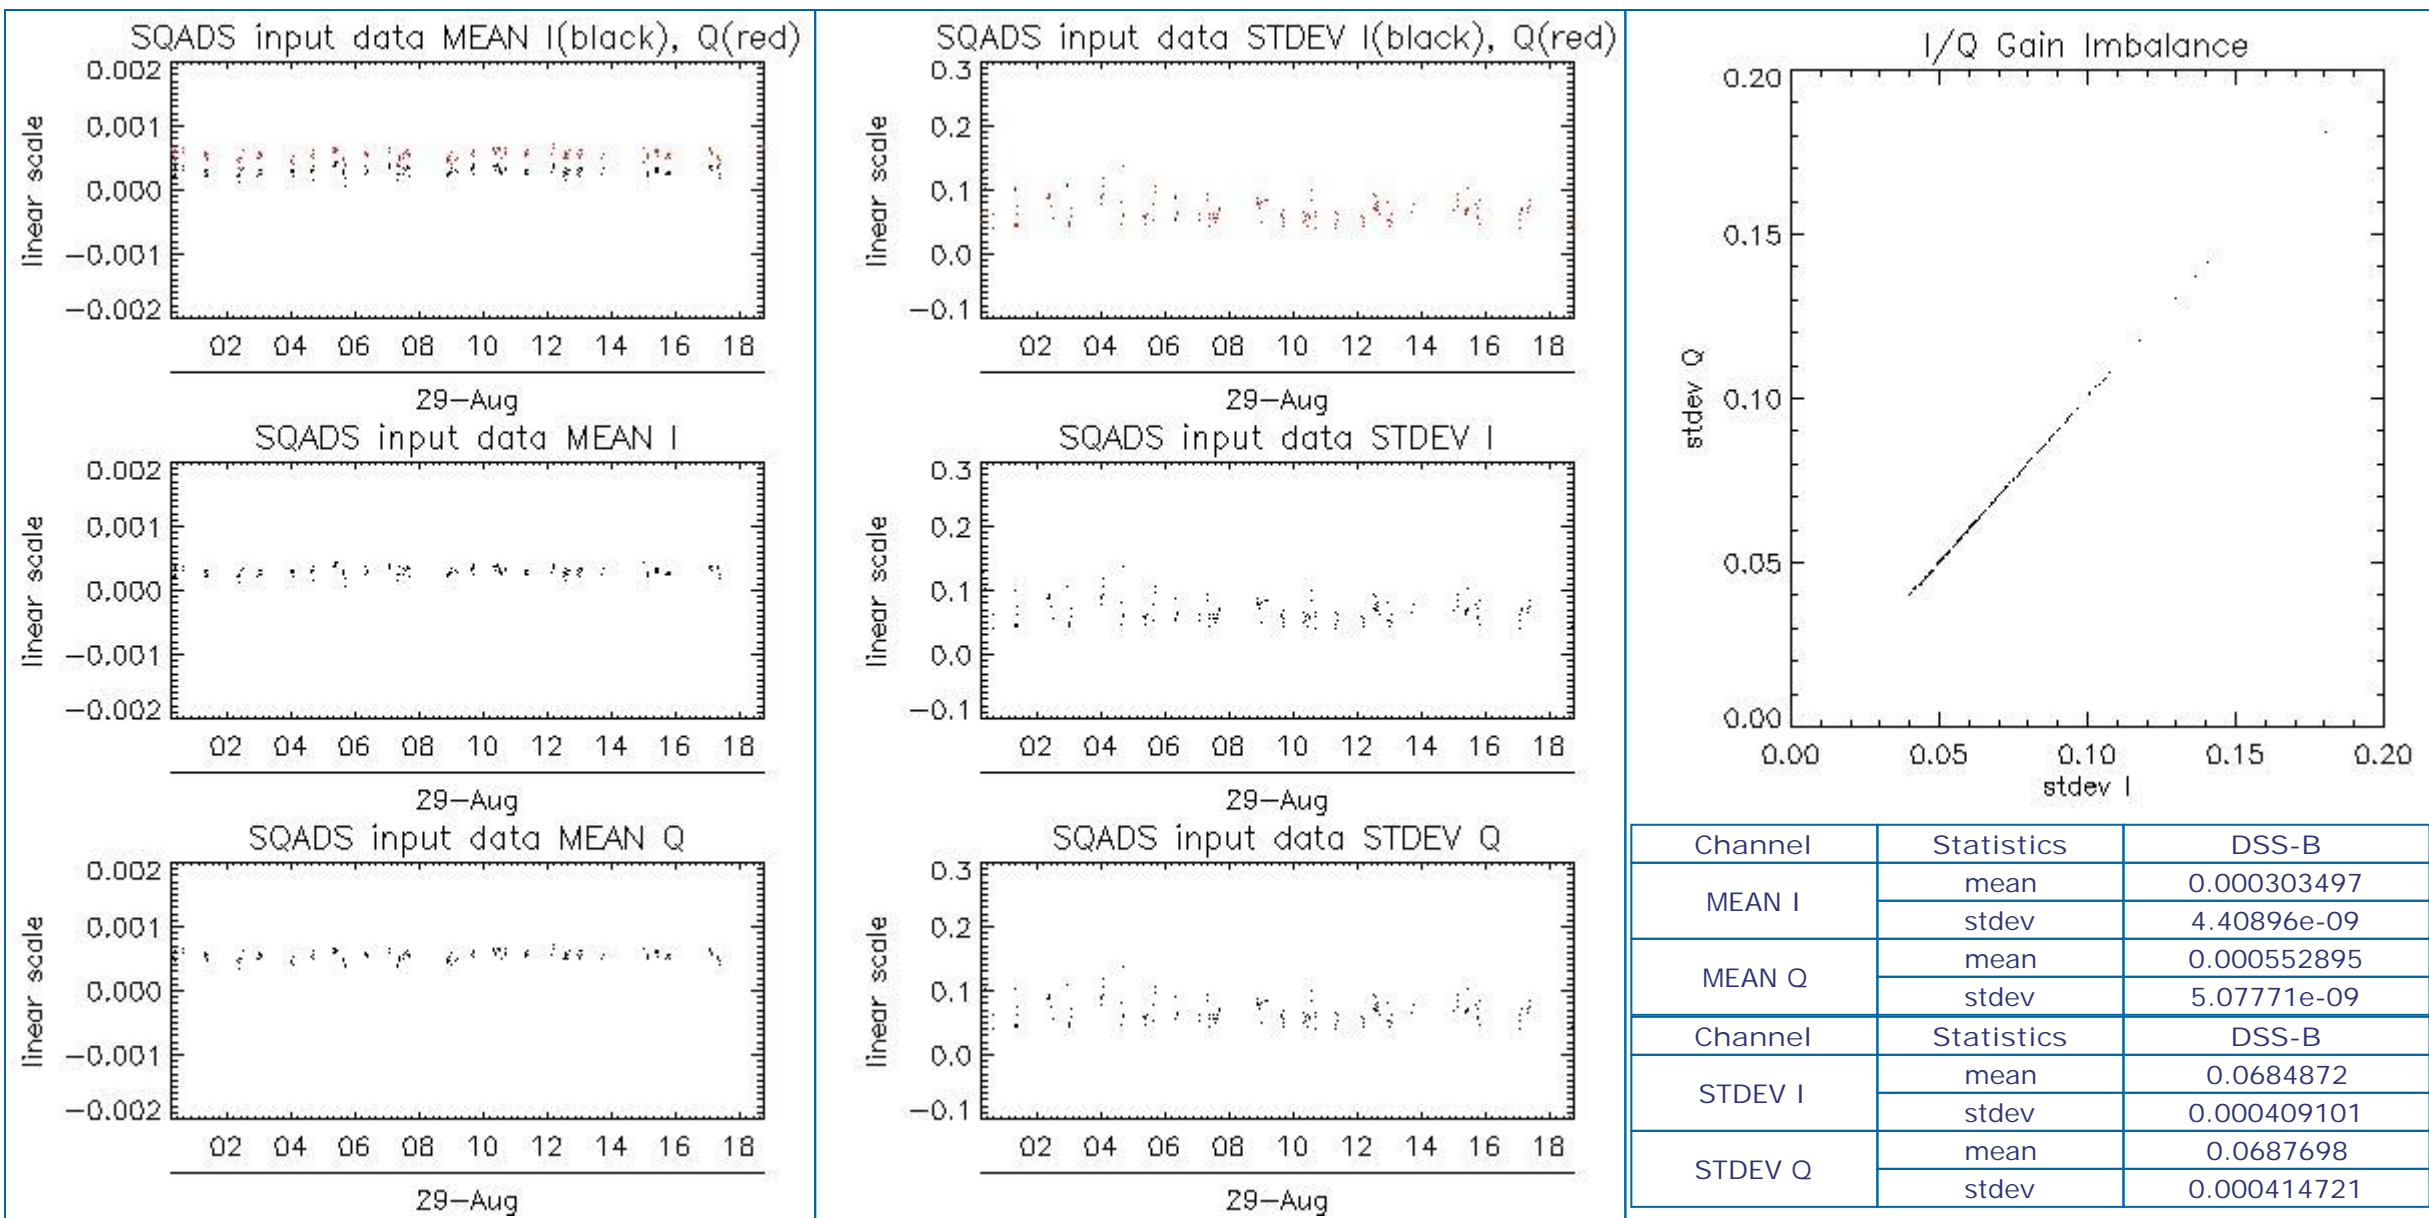 SQADS input data MEAN I(black), Q(red)
0.002
0.001
0.000
-0.001
-0.002
linear scale
02 04 06 08 10 12 14 16 18
29-Aug
SQADS input data MEAN I
0.002
0.001
0.000
-0.001
-0.002
linear scale
02 04 06 08 10 12 14 16 18
29-Aug
SQADS input data MEAN Q
0.002
0.001
0.000
-0.001
-0.002
linear scale
02 04 06 08 10 12 14 16 18
29-Aug
SQADS input data STDEV I(black), Q(red)
0.3
0.2
0.1
0.0
-0.1
linear scale
02 04 06 08 10 12 14 16 18
29-Aug
SQADS input data STDEV I
0.3
0.2
0.1
0.0
-0.1
linear scale
02 04 06 08 10 12 14 16 18
29-Aug
SQADS input data STDEV Q
0.3
0.2
0.1
0.0
-0.1
linear scale
02 04 06 08 10 12 14 16 18
29-Aug
I/Q Gain Imbalance
0.20
0.15
0.10
0.05
0.00
stdev Q
0.00 0.05 0.10 0.15 0.20
stdev I
Channel Statistics DSS-B
MEAN I mean 0.000303497
stdev 4.40896e-09
MEAN Q mean 0.000552895
stdev 5.07771e-09
Channel Statistics DSS-B
STDEV I mean 0.0684872
stdev 0.000409101
STDEV Q mean 0.0687698
stdev 0.000414721